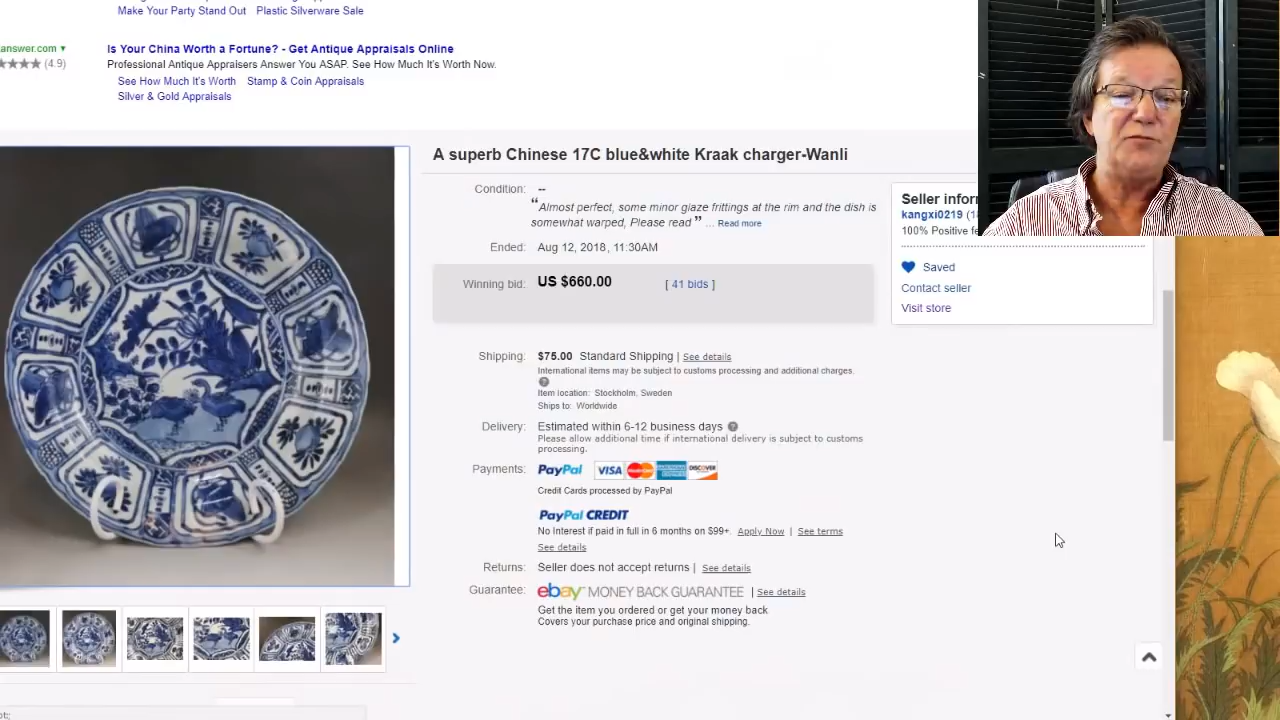 Make Your Party Stand Out Plastic Silverware Sale
answer.com
(4.9)
Is Your China Worth a Fortune? - Get Antique Appraisals Online
Professional Antique Appraisers Answer You ASAP. See How Much It's Worth Now.
See How Much It's Worth Stamp & Coin Appraisals
Silver & Gold Appraisals
A superb Chinese 17C blue&white Kraak charger-Wanli
Condition: --
"Almost perfect, some minor glaze frittings at the rim and the dish is
somewhat warped, Please read" ... Read more
Ended: Aug 12, 2018, 11:30AM
Winning bid: US $660.00 [ 41 bids ]
Shipping: $75.00 Standard Shipping | See details
International items may be subject to customs processing and additional charges.
Item location: Stockholm, Sweden
Ships to: Worldwide
Delivery: Estimated within 6-12 business days
Please allow additional time if international delivery is subject to customs
processing.
Payments: PayPal VISA MasterCard AMERICAN EXPRESS DISCOVER
Credit Cards processed by PayPal
PayPal CREDIT
No Interest if paid in full in 6 months on $99+. Apply Now | See terms
See details
Returns: Seller does not accept returns | See details
Guarantee: ebay MONEY BACK GUARANTEE | See details
Get the item you ordered or get your money back
Covers your purchase price and original shipping.
Seller infor
kangxi0219
100% Positive fe
Saved
Contact seller
Visit store